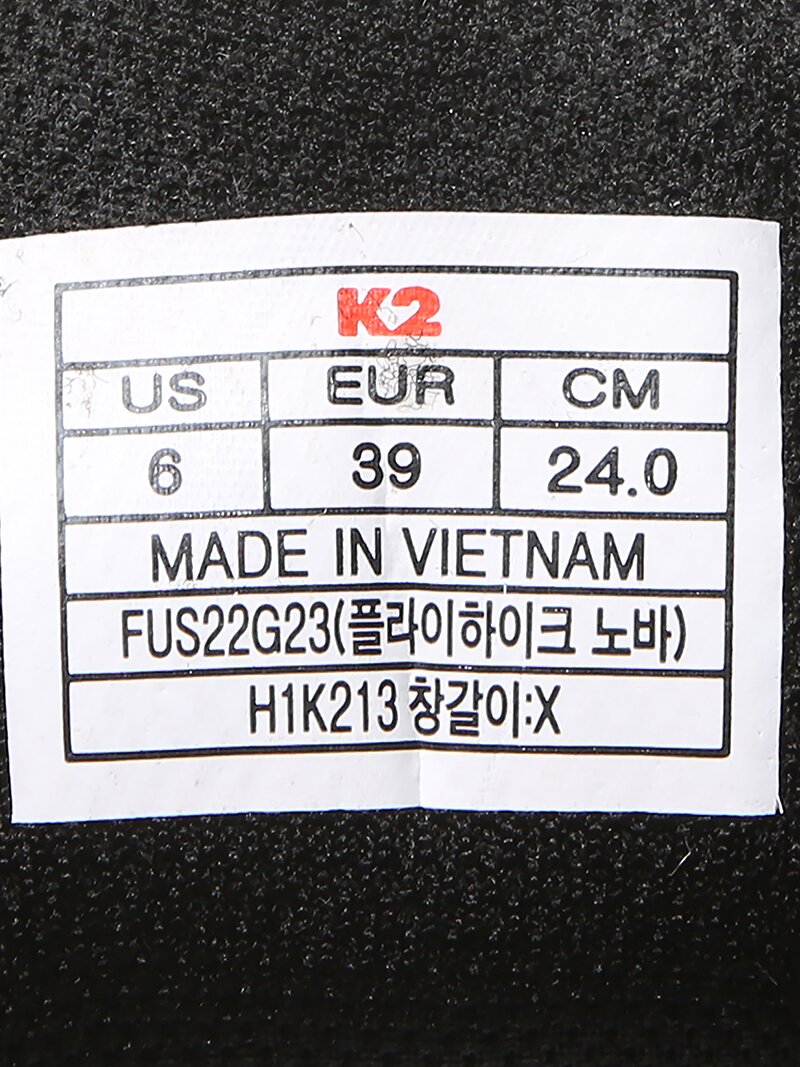 K2
US EUR CM
6 39 24.0
MADE IN VIETNAM
FUS22G23(플라이하이크 노바)
H1K213 창갈이:X